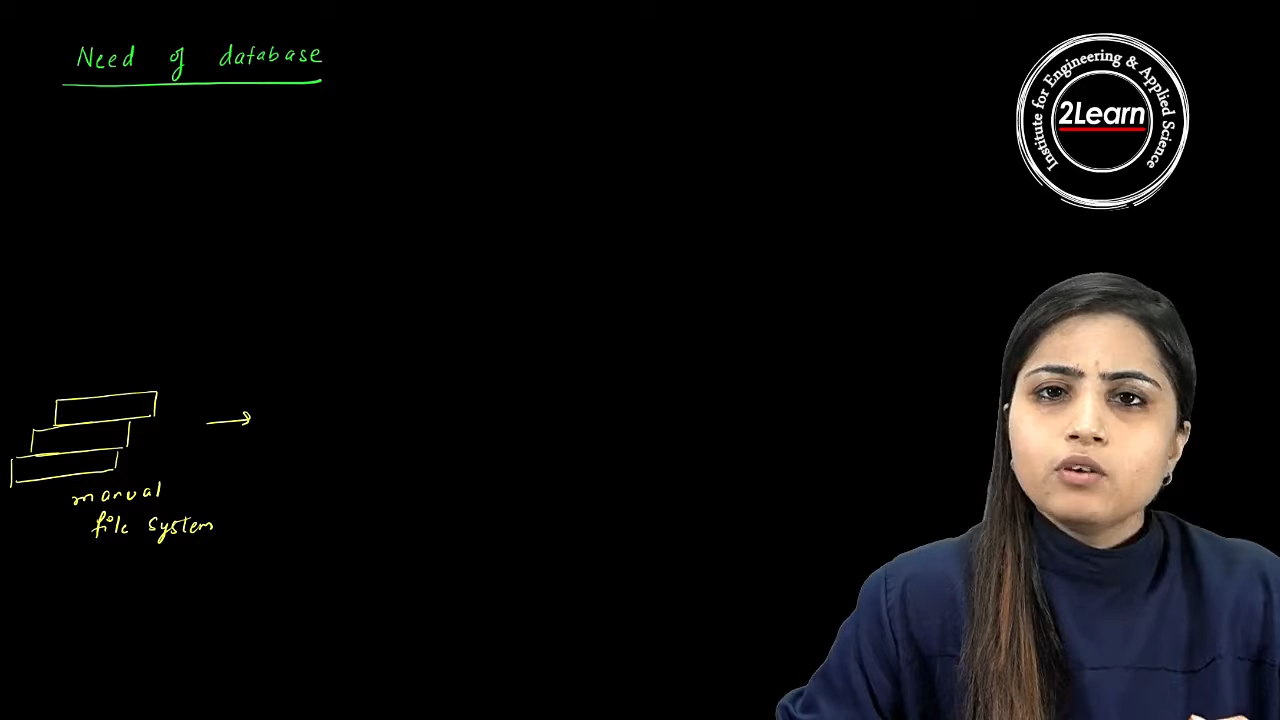 Need of database
Institute for Engineering & Applied Science
2Learn
manual
file system